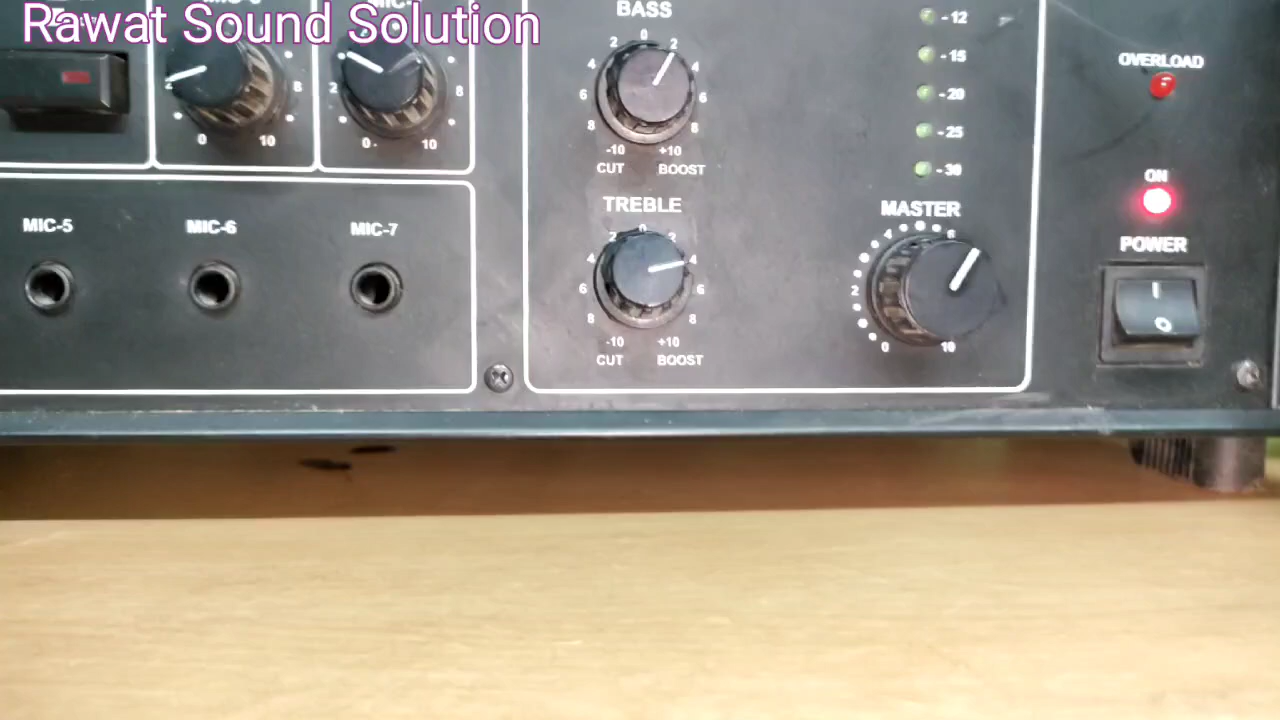 Rawat Sound Solution
BASS
2 0 2
4 4
6 6
8 8
-10 +10
CUT BOOST
-12
-15
-20
-25
-30
OVERLOAD
ON
POWER
2 8
0 10
2 8
0 10
MIC-5 MIC-6 MIC-7
TREBLE
2 0 2
4 4
6 6
8 8
-10 +10
CUT BOOST
MASTER
4 6
2
0 10